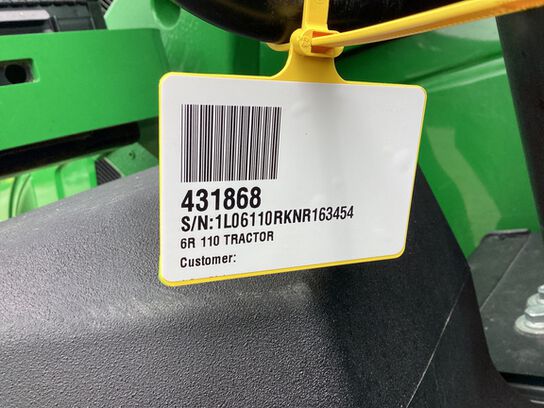 431868
S/N:1L06110RKNR163454
6R 110 TRACTOR
Customer: